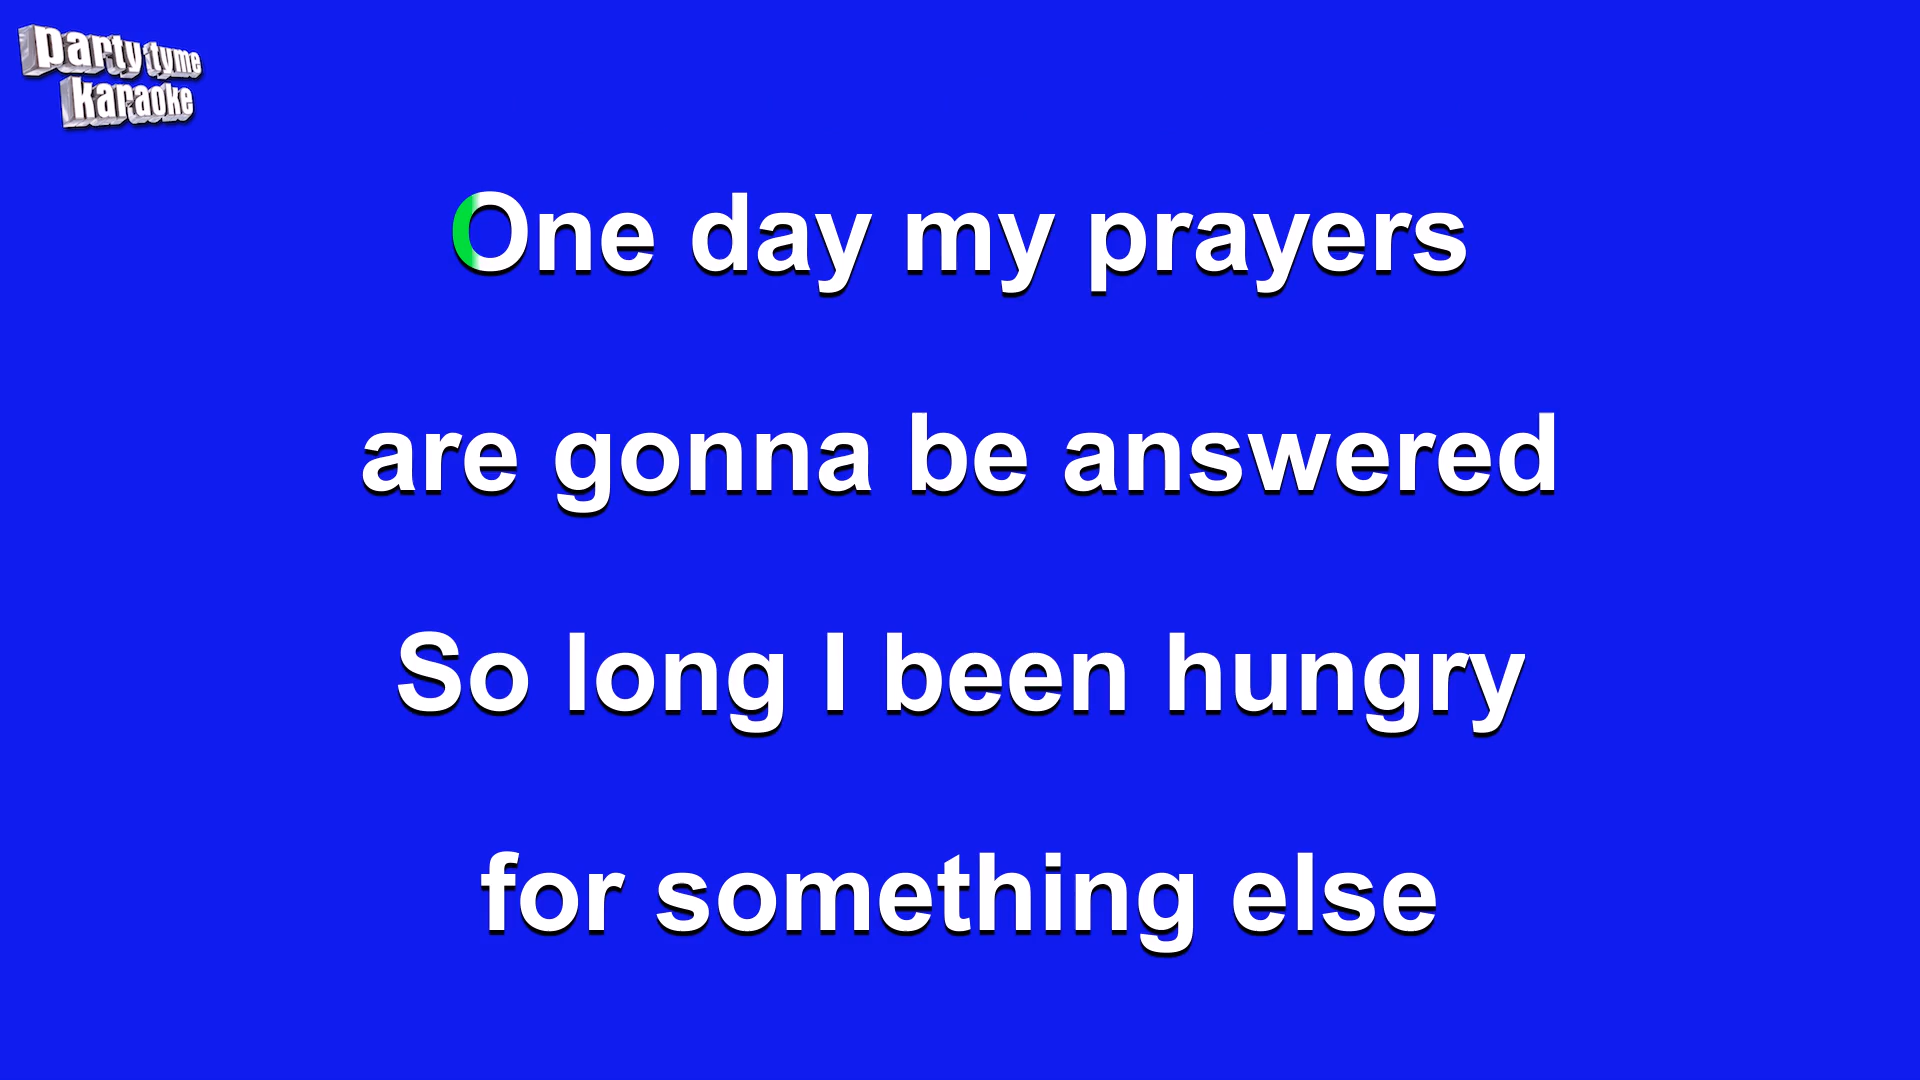 party tyme
karaoke
One day my prayers
are gonna be answered
So long I been hungry
for something else